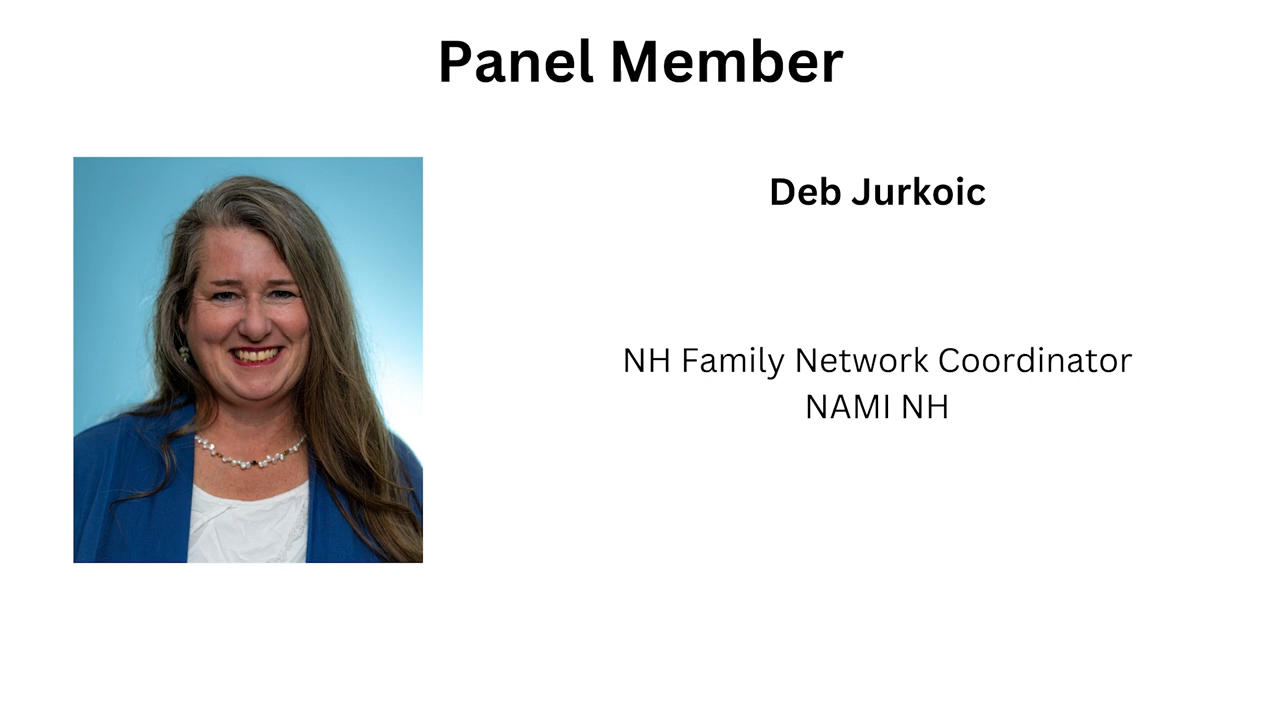 Panel Member
Deb Jurkoic
NH Family Network Coordinator
NAMI NH